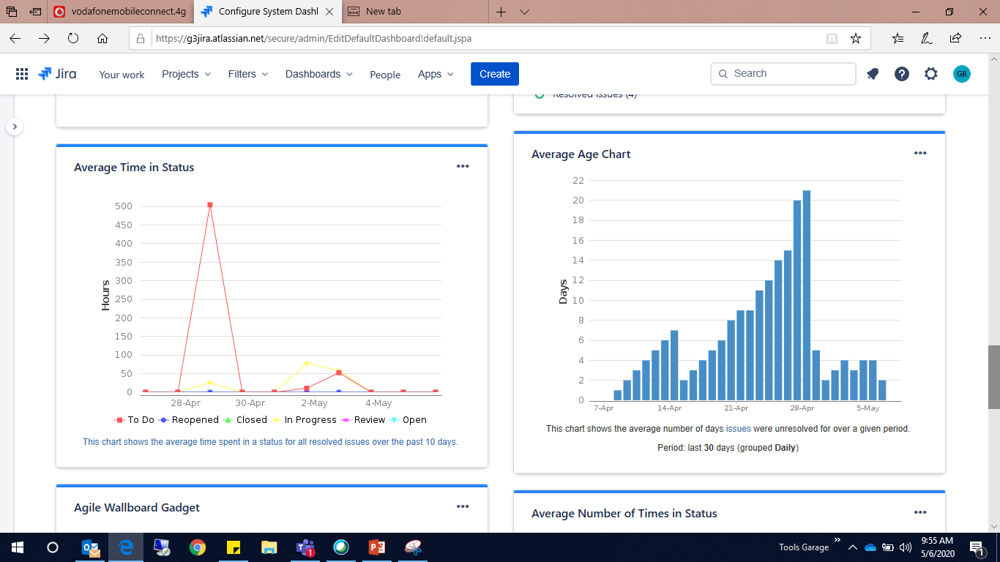 vodafonemobileconnect.4g
Configure System Dashl
New tab
https://g3jira.atlassian.net/secure/admin/EditDefaultDashboard!default.jspa
Jira
Your work
Projects
Filters
Dashboards
People
Apps
Create
Search
GR
Resolved Issues (4)
Average Time in Status
500
450
400
350
300
250
200
150
100
50
0
Hours
28-Apr
30-Apr
2-May
4-May
To Do
Reopened
Closed
In Progress
Review
Open
This chart shows the average time spent in a status for all resolved issues over the past 10 days.
Average Age Chart
22
20
18
16
14
12
10
8
6
4
2
0
Days
7-Apr
14-Apr
21-Apr
28-Apr
5-May
This chart shows the average number of days issues were unresolved for over a given period.
Period: last 30 days (grouped Daily)
Agile Wallboard Gadget
Average Number of Times in Status
Tools Garage
9:55 AM
5/6/2020
1
1